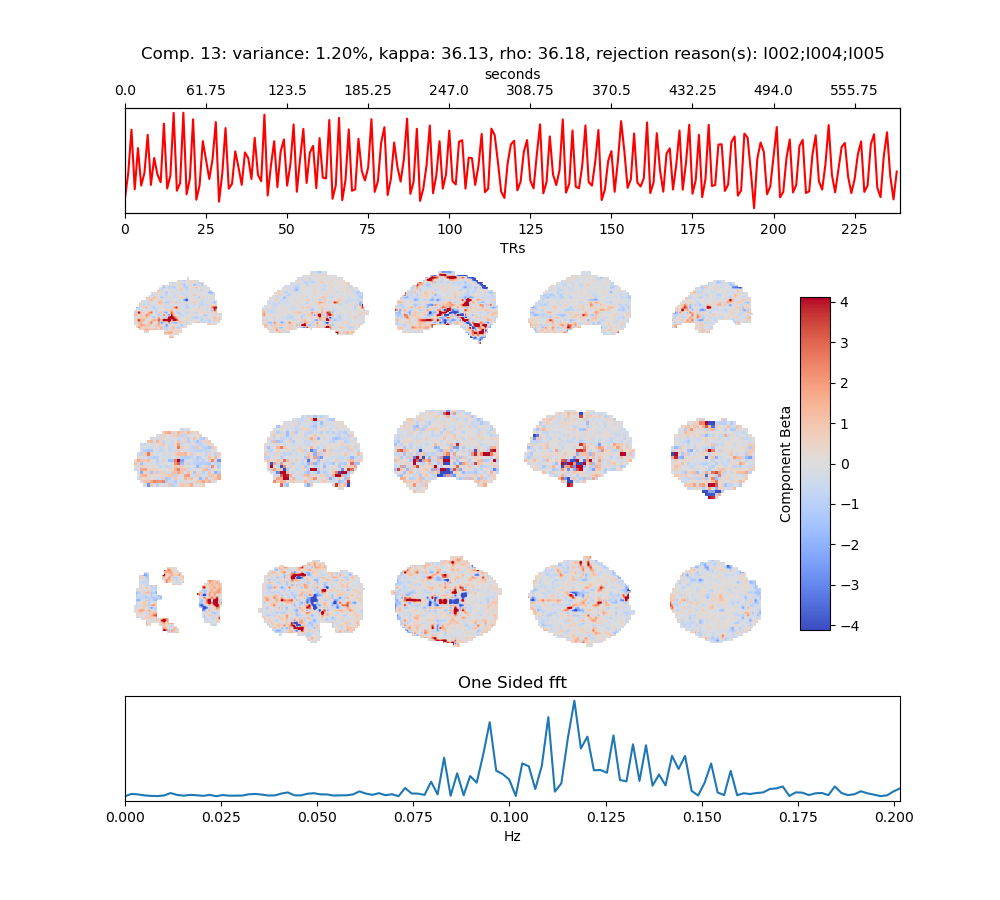 Comp. 13: variance: 1.20%, kappa: 36.13, rho: 36.18, rejection reason(s): I002;I004;I005
seconds
0.0 61.75 123.5 185.25 247.0 308.75 370.5 432.25 494.0 555.75
0 25 50 75 100 125 150 175 200 225
TRs
4
3
2
1
0
−1
−2
−3
−4
Component Beta
One Sided fft
0.000 0.025 0.050 0.075 0.100 0.125 0.150 0.175 0.200
Hz